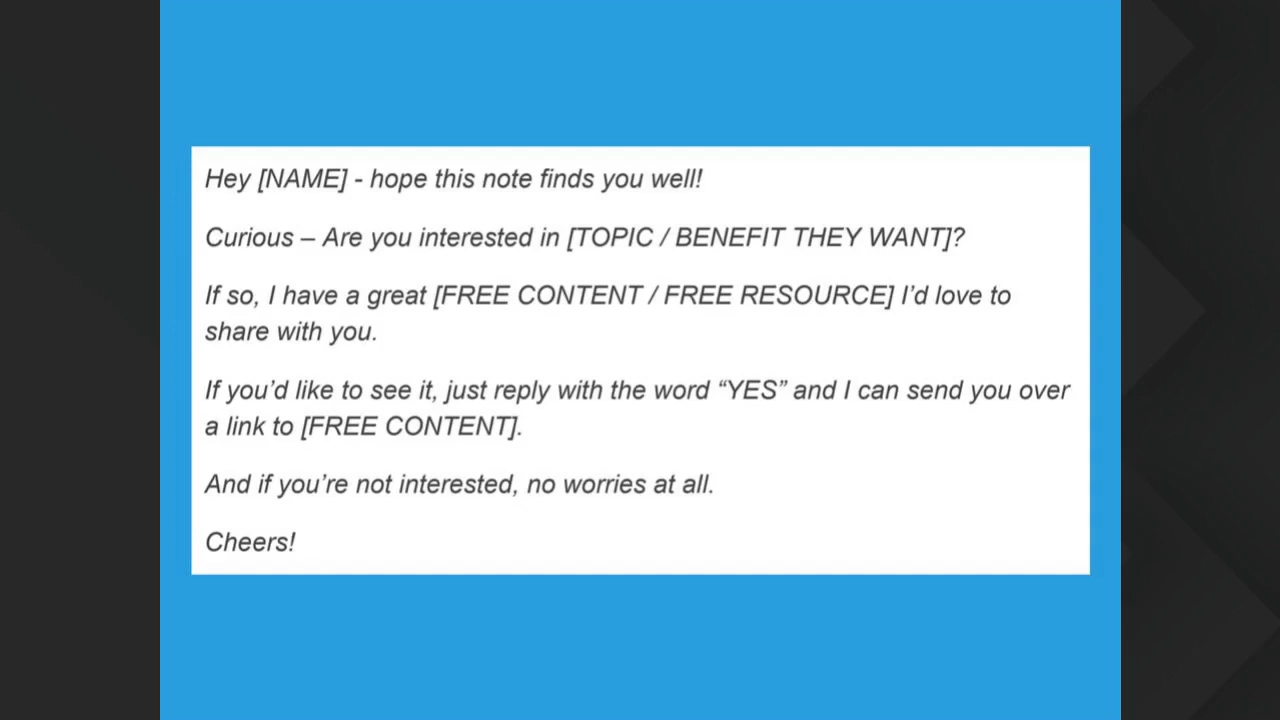 Hey [NAME] - hope this note finds you well!
Curious – Are you interested in [TOPIC / BENEFIT THEY WANT]?
If so, I have a great [FREE CONTENT / FREE RESOURCE] I’d love to
share with you.
If you’d like to see it, just reply with the word “YES” and I can send you over
a link to [FREE CONTENT].
And if you’re not interested, no worries at all.
Cheers!